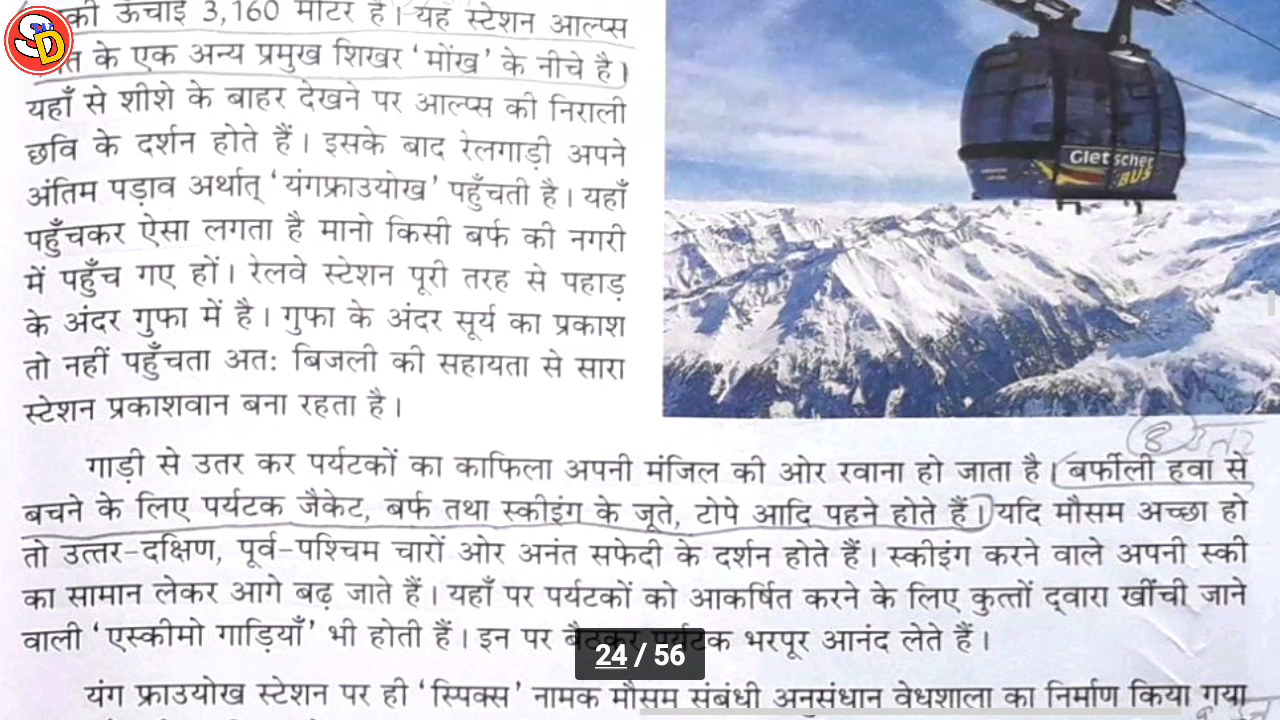 की ऊँचाई 3,160 मीटर है। यह स्टेशन आल्प्स
के एक अन्य प्रमुख शिखर ‘मोंख’ के नीचे है।
यहाँ से शीशे के बाहर देखने पर आल्प्स की निराली
छवि के दर्शन होते हैं। इसके बाद रेलगाड़ी अपने
अंतिम पड़ाव अर्थात् ‘यंगफ्राउयोख’ पहुँचती है। यहाँ
पहुँचकर ऐसा लगता है मानो किसी बर्फ की नगरी
में पहुँच गए हों। रेलवे स्टेशन पूरी तरह से पहाड़
के अंदर गुफा में है। गुफा के अंदर सूर्य का प्रकाश
तो नहीं पहुँचता अतः बिजली की सहायता से सारा
स्टेशन प्रकाशवान बना रहता है।
Gletscher
BUS
8 उत्तर
गाड़ी से उतर कर पर्यटकों का काफिला अपनी मंजिल की ओर रवाना हो जाता है। बर्फीली हवा से
बचने के लिए पर्यटक जैकेट, बर्फ तथा स्कीइंग के जूते, टोपे आदि पहने होते हैं। यदि मौसम अच्छा हो
तो उत्तर-दक्षिण, पूर्व-पश्चिम चारों ओर अनंत सफेदी के दर्शन होते हैं। स्कीइंग करने वाले अपनी स्की
का सामान लेकर आगे बढ़ जाते हैं। यहाँ पर पर्यटकों को आकर्षित करने के लिए कुत्तों द्वारा खींची जाने
वाली ‘एस्कीमो गाड़ियाँ’ भी होती हैं। इन पर बैठकर पर्यटक भरपूर आनंद लेते हैं।
24 / 56
यंग फ्राउयोख स्टेशन पर ही ‘स्पिक्स’ नामक मौसम संबंधी अनुसंधान वेधशाला का निर्माण किया गया